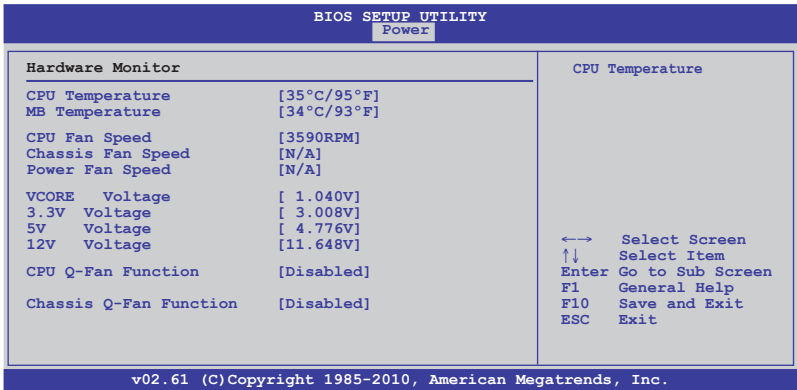 BIOS SETUP UTILITY
Power
Hardware Monitor
CPU Temperature [35°C/95°F]
MB Temperature [34°C/93°F]
CPU Fan Speed [3590RPM]
Chassis Fan Speed [N/A]
Power Fan Speed [N/A]
VCORE Voltage [ 1.040V]
3.3V Voltage [ 3.008V]
5V Voltage [ 4.776V]
12V Voltage [11.648V]
CPU Q-Fan Function [Disabled]
Chassis Q-Fan Function [Disabled]
CPU Temperature
←→ Select Screen
↑↓ Select Item
Enter Go to Sub Screen
F1 General Help
F10 Save and Exit
ESC Exit
v02.61 (C)Copyright 1985-2010, American Megatrends, Inc.